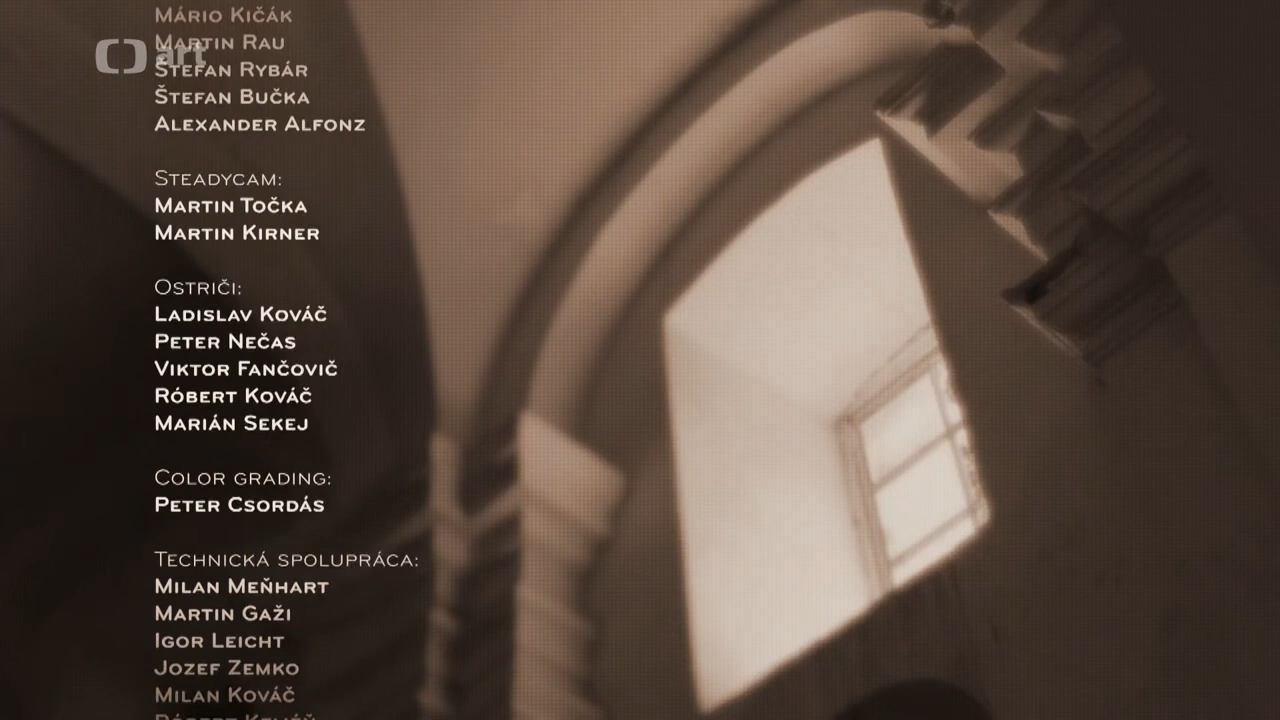 Mário Kičák
art
Martin Rau
Štefan Rybár
Štefan Bučka
Alexander Alfonz
Steadycam:
Martin Točka
Martin Kirner
Ostriči:
Ladislav Kováč
Peter Nečas
Viktor Fančovič
Róbert Kováč
Marián Sekej
Color grading:
Peter Csordás
Technická spolupráca:
Milan Meňhart
Martin Gaži
Igor Leicht
Jozef Zemko
Milan Kováč